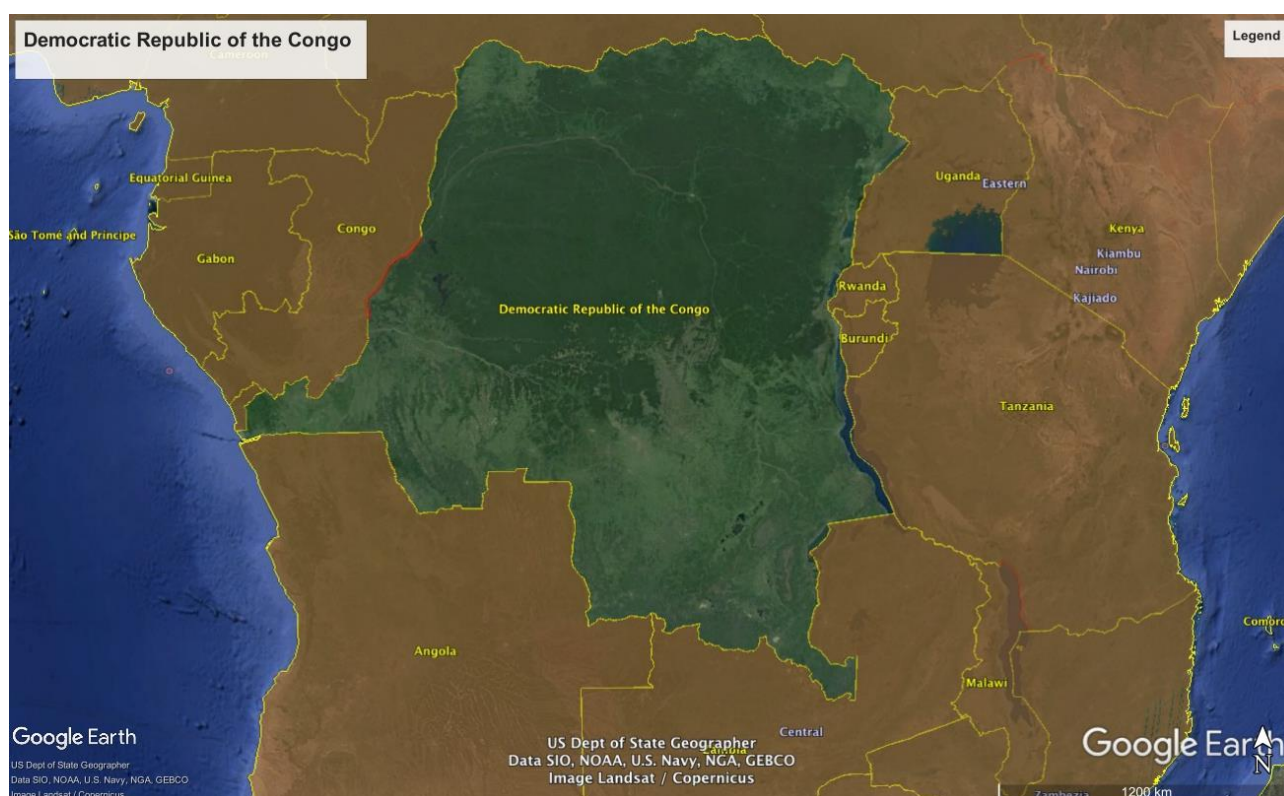 Democratic Republic of the Congo
Legend
Cameroon
Equatorial Guinea
São Tomé and Príncipe
Gabon
Congo
Uganda
Eastern
Kenya
Kiambu
Nairobi
Kajiado
Rwanda
Democratic Republic of the Congo
Burundi
Tanzania
Comoro
Angola
Malawi
Central
Zambia
Google Earth
US Dept of State Geographer
Data SIO, NOAA, U.S. Navy, NGA, GEBCO
Image Landsat / Copernicus
US Dept of State Geographer
Data SIO, NOAA, U.S. Navy, NGA, GEBCO
Image Landsat / Copernicus
Google Earth
N
Zambezia
1200 km